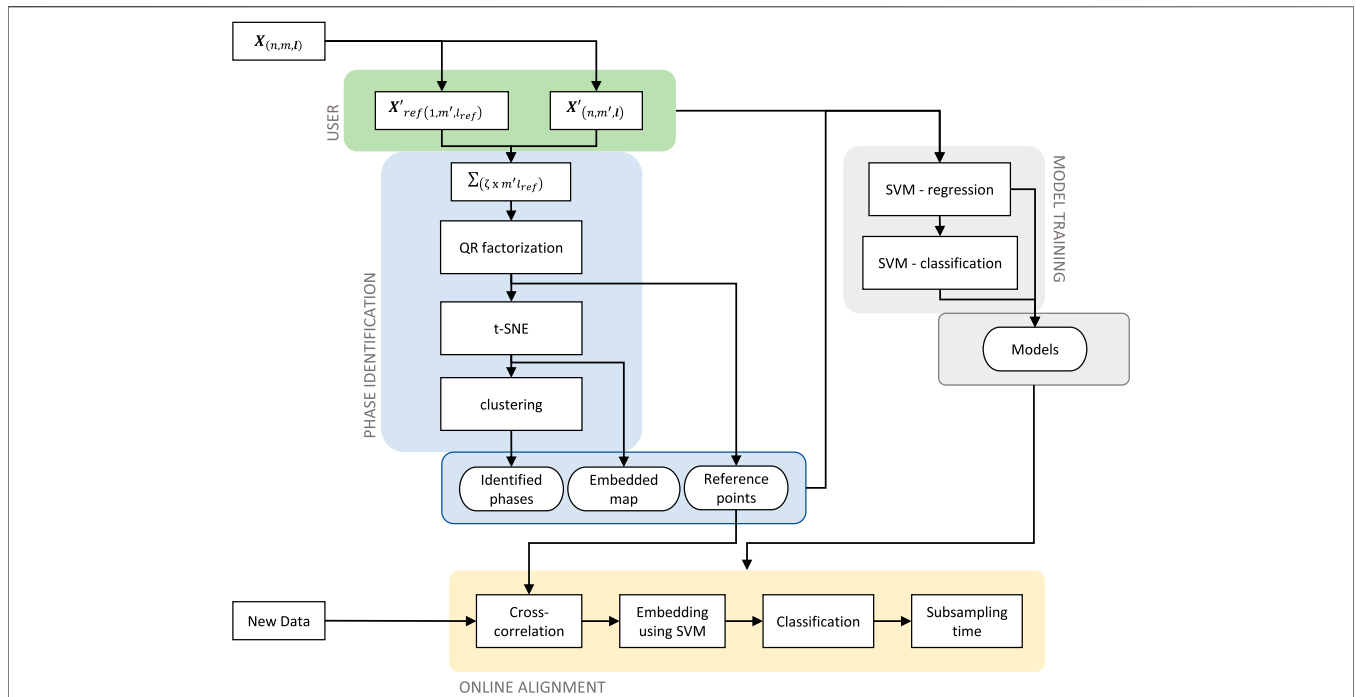 X(n,m,l)
USER
X′ref(1,m′,lref)
X′(n,m′,l)
∑(ζ x m′lref)
QR factorization
t-SNE
clustering
PHASE IDENTIFICATION
Identified
phases
Embedded
map
Reference
points
SVM - regression
SVM - classification
MODEL TRAINING
Models
New Data
Cross-
correlation
Embedding
using SVM
Classification
Subsampling
time
ONLINE ALIGNMENT